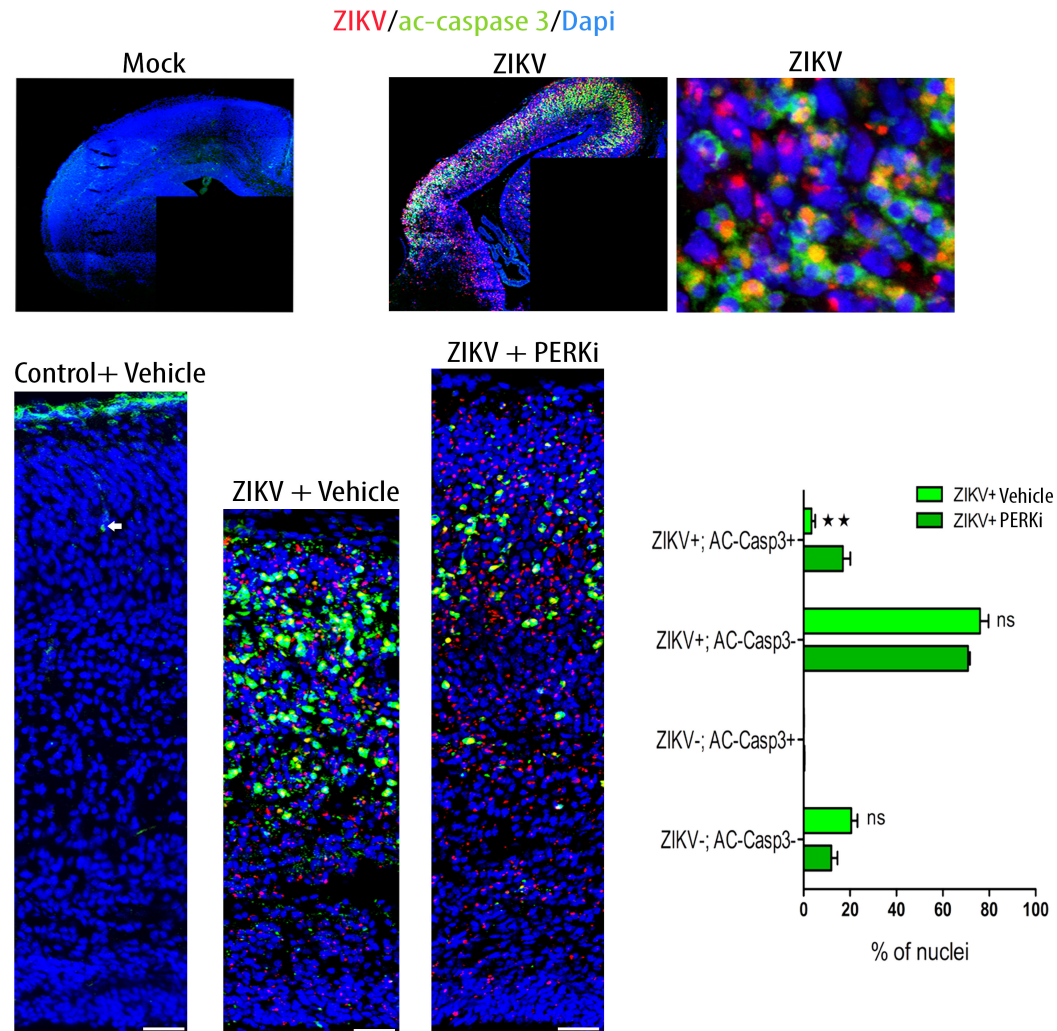 ZIKV/ac-caspase 3/Dapi
Mock
ZIKV
ZIKV
Control+ Vehicle
ZIKV + Vehicle
ZIKV + PERKi
ZIKV+ Vehicle
ZIKV+ PERKi
ZIKV+; AC-Casp3+
★★
ZIKV+; AC-Casp3-
ns
ZIKV-; AC-Casp3+
ZIKV-; AC-Casp3-
ns
0 20 40 60 80 100
% of nuclei